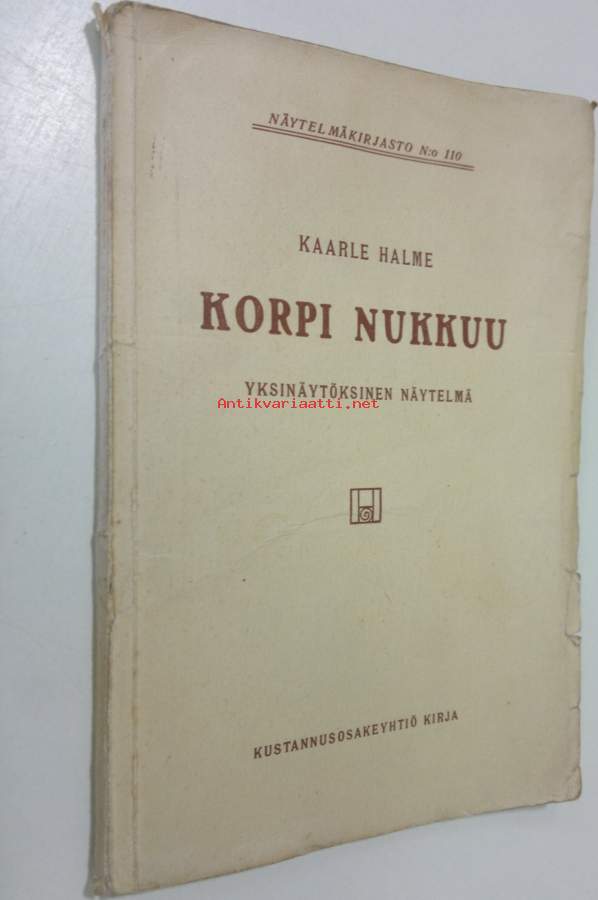 NÄYTELMÄKIRJASTO N:o 110
KAARLE HALME
KORPI NUKKUU
YKSINÄYTÖKSINEN NÄYTELMÄ
Antikvariaatti.net
KUSTANNUSOSAKEYHTIÖ KIRJA